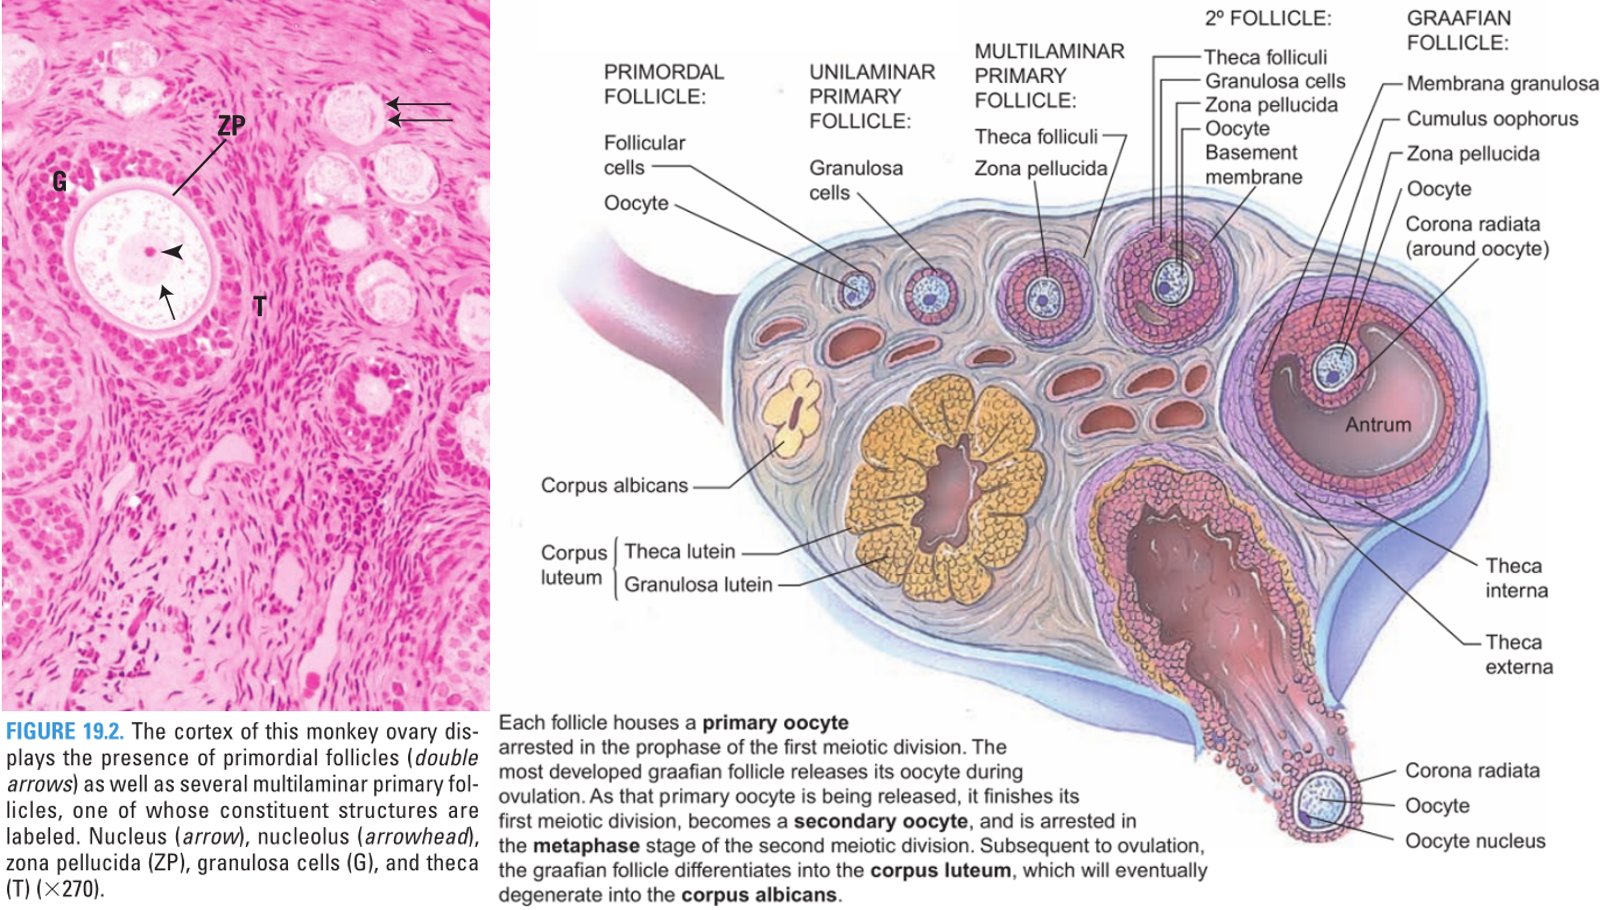 ZP
G
T
FIGURE 19.2. The cortex of this monkey ovary dis-
plays the presence of primordial follicles (double
arrows) as well as several multilaminar primary fol-
licles, one of whose constituent structures are
labeled. Nucleus (arrow), nucleolus (arrowhead),
zona pellucida (ZP), granulosa cells (G), and theca
(T) (×270).
PRIMORDAL
FOLLICLE:
Follicular
cells
Oocyte
UNILAMINAR
PRIMARY
FOLLICLE:
Granulosa
cells
MULTILAMINAR
PRIMARY
FOLLICLE:
Theca folliculi
Zona pellucida
2º FOLLICLE:
Theca folliculi
Granulosa cells
Zona pellucida
Oocyte
Basement
membrane
GRAAFIAN
FOLLICLE:
Membrana granulosa
Cumulus oophorus
Zona pellucida
Oocyte
Corona radiata
(around oocyte)
Antrum
Corpus albicans
Corpus
luteum
Theca lutein
Granulosa lutein
Theca
interna
Theca
externa
Corona radiata
Oocyte
Oocyte nucleus
Each follicle houses a primary oocyte
arrested in the prophase of the first meiotic division. The
most developed graafian follicle releases its oocyte during
ovulation. As that primary oocyte is being released, it finishes its
first meiotic division, becomes a secondary oocyte, and is arrested in
the metaphase stage of the second meiotic division. Subsequent to ovulation,
the graafian follicle differentiates into the corpus luteum, which will eventually
degenerate into the corpus albicans.